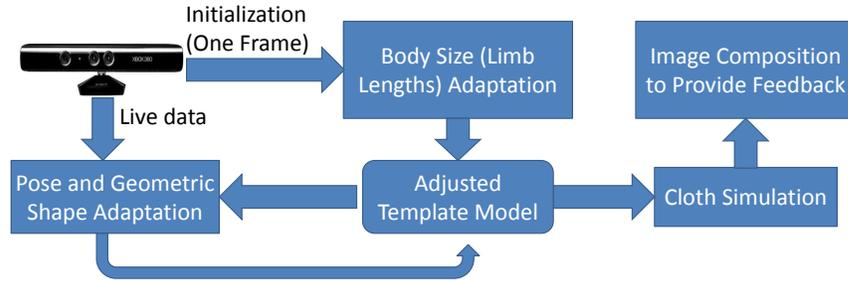 Initialization
(One Frame)
XBOX360
Body Size (Limb
Lengths) Adaptation
Image Composition
to Provide Feedback
Live data
Pose and Geometric
Shape Adaptation
Adjusted
Template Model
Cloth Simulation